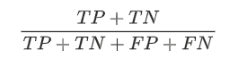 TP + TN
TP + TN + FP + FN